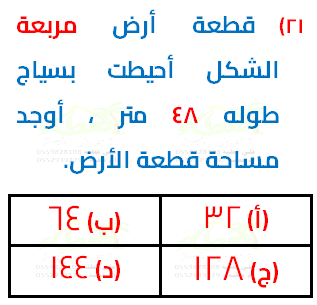 ٢١) قطعة أرض مربعة
الشكل أحيطت بسياج
طوله ٤٨ متر ، أوجد
مساحة قطعة الأرض.
(أ) ٣٢
(ب) ٦٤
(ج) ١٢٨
(د) ١٤٤